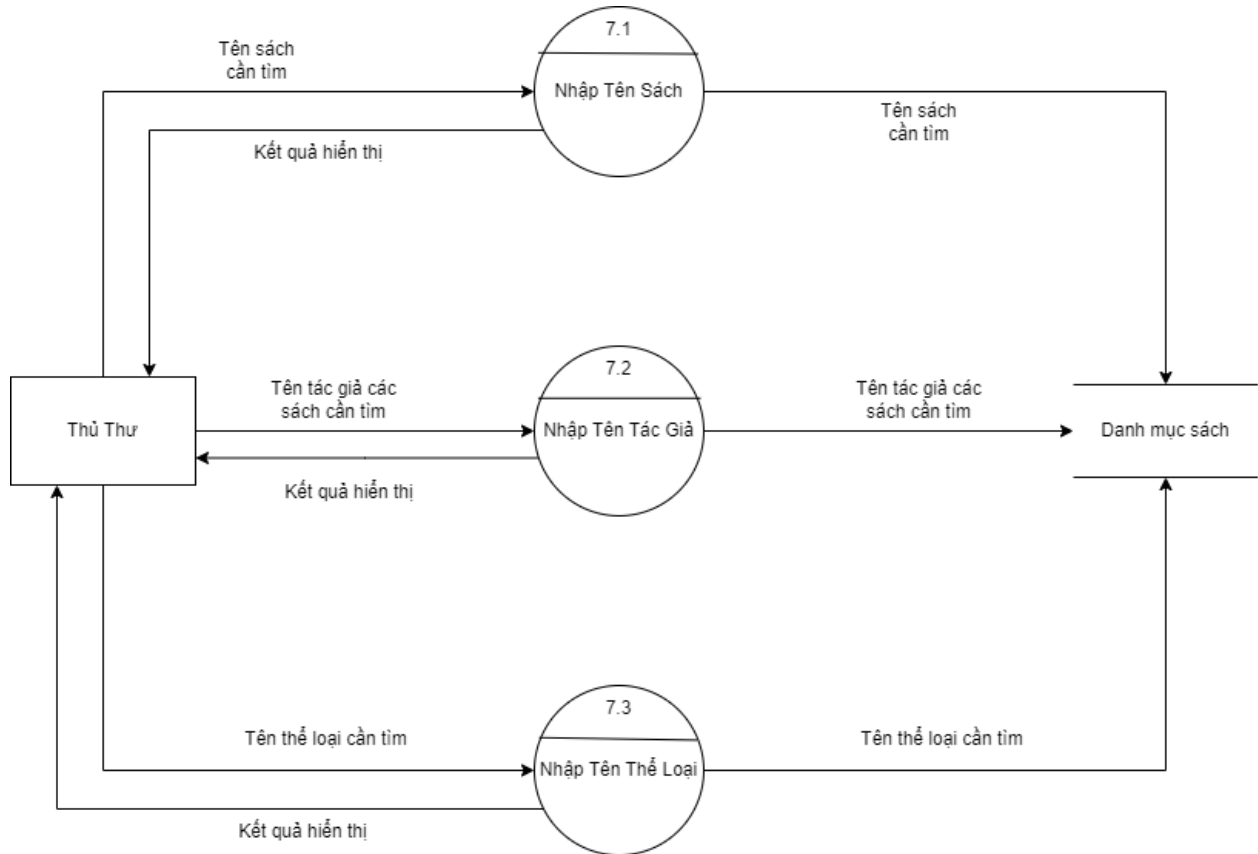 7.1
Tên sách
cần tìm
Nhập Tên Sách
Tên sách
cần tìm
Kết quả hiển thị
7.2
Tên tác giả các
sách cần tìm
Tên tác giả các
sách cần tìm
Thủ Thư
Nhập Tên Tác Giả
Danh mục sách
Kết quả hiển thị
7.3
Tên thể loại cần tìm
Tên thể loại cần tìm
Nhập Tên Thể Loại
Kết quả hiển thị